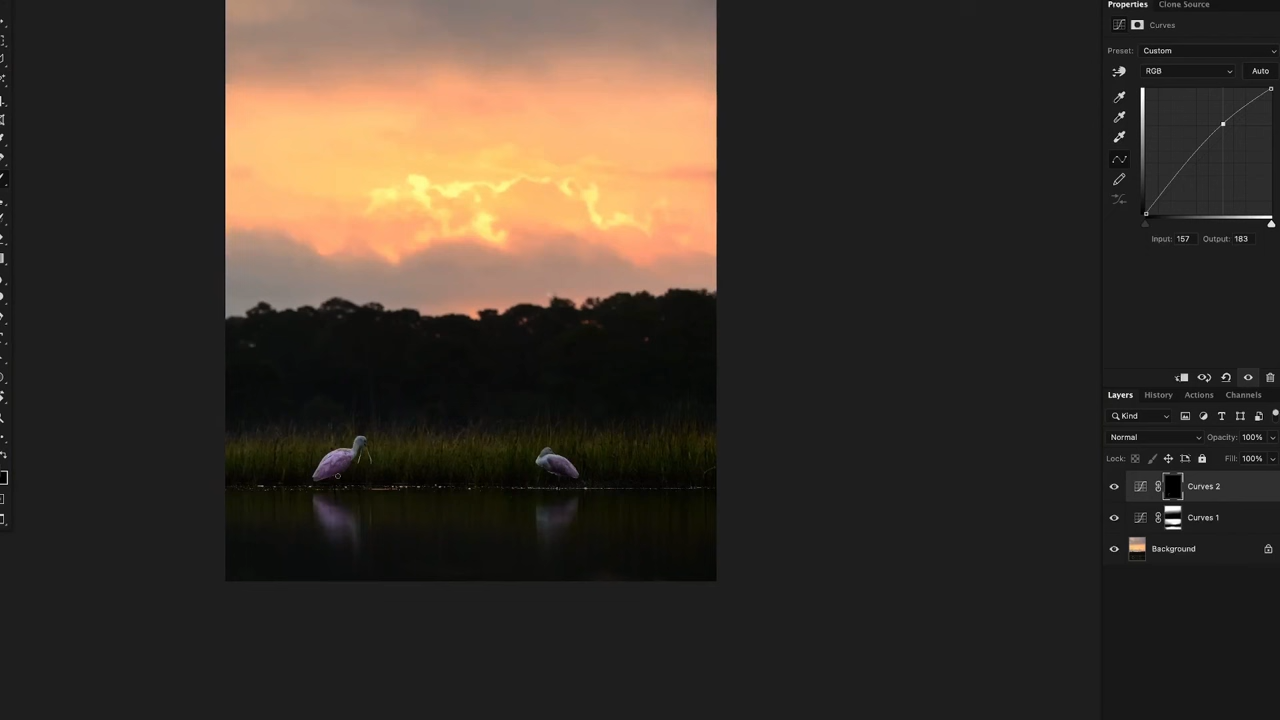 Properties Clone Source
Curves
Preset: Custom
RGB Auto
Input: 157 Output: 183
Layers History Actions Channels
Kind
Normal Opacity: 100%
Lock: Fill: 100%
Curves 2
Curves 1
Background